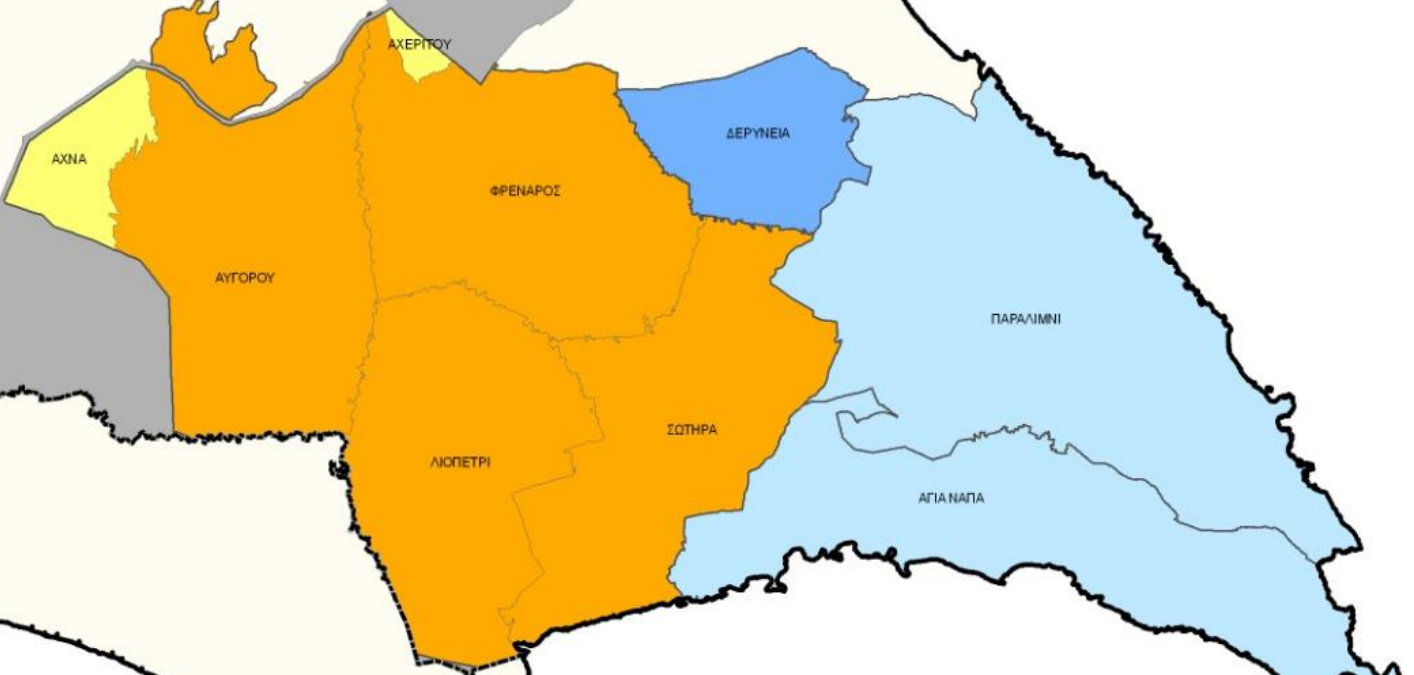 ΑΧΕΡΙΤΟΥ
ΔΕΡΥΝΕΙΑ
ΑΧΝΑ
ΦΡΕΝΑΡΟΣ
ΑΥΓΟΡΟΥ
ΠΑΡΑΛΙΜΝΙ
ΣΩΤΗΡΑ
ΛΙΟΠΕΤΡΙ
ΑΓΙΑ ΝΑΠΑ